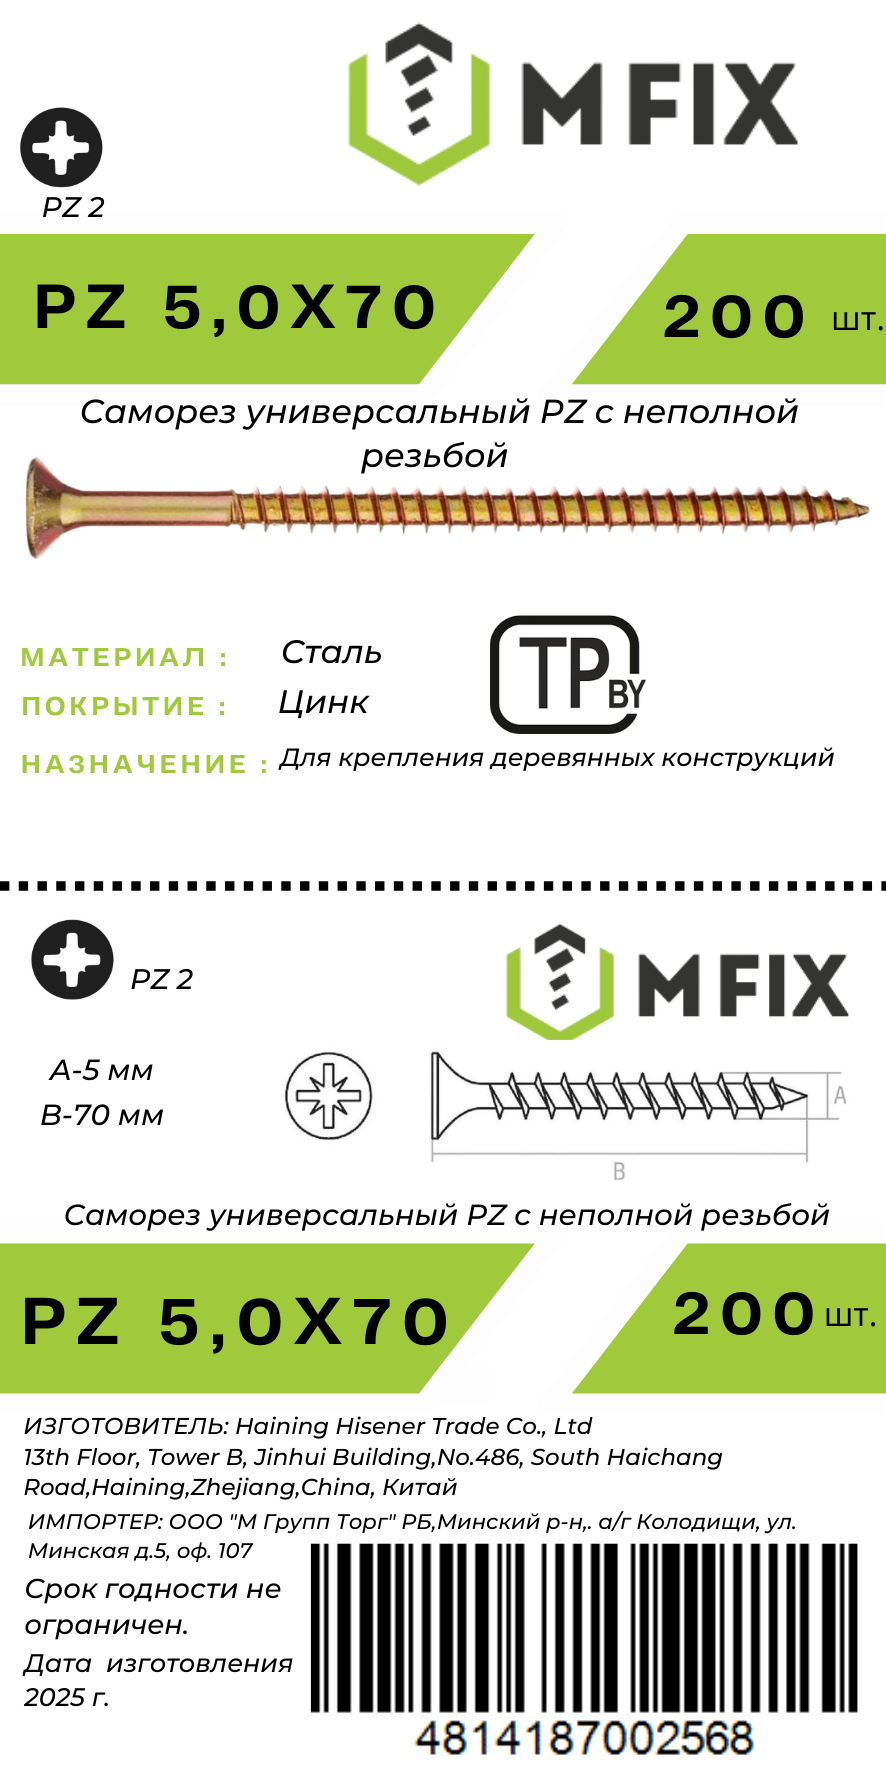 MFIX
PZ 2
PZ 5,0X70
200 шт.
Саморез универсальный PZ с неполной
резьбой
МАТЕРИАЛ : Сталь
ПОКРЫТИЕ : Цинк
НАЗНАЧЕНИЕ : Для крепления деревянных конструкций
TP BY
PZ 2
MFIX
А-5 мм
В-70 мм
A
B
Саморез универсальный PZ с неполной резьбой
PZ 5,0X70
200 шт.
ИЗГОТОВИТЕЛЬ: Haining Hisener Trade Co., Ltd
13th Floor, Tower B, Jinhui Building,No.486, South Haichang
Road,Haining,Zhejiang,China, Китай
ИМПОРТЕР: ООО "М Групп Торг" РБ,Минский р-н,. а/г Колодищи, ул.
Минская д.5, оф. 107
Срок годности не
ограничен.
Дата изготовления
2025 г.
4814187002568